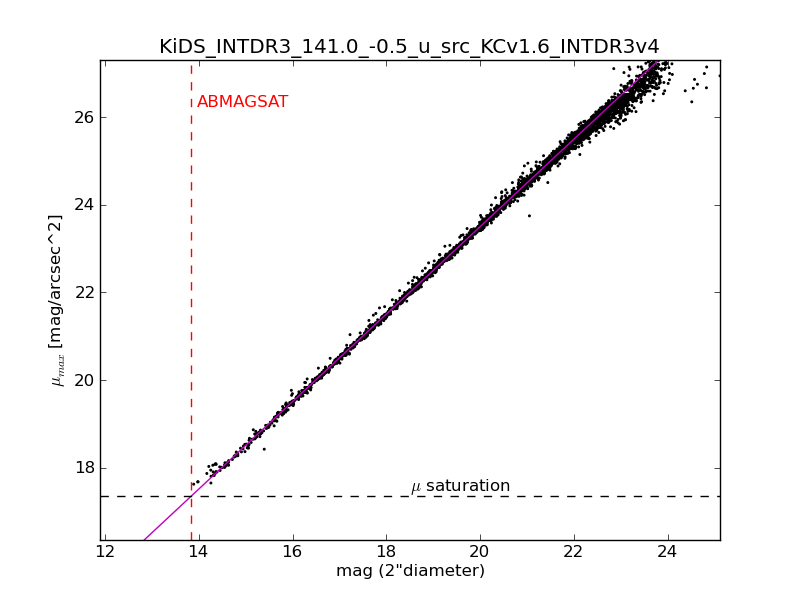 KiDS_INTDR3_141.0_-0.5_u_src_KCv1.6_INTDR3v4
ABMAGSAT
26
24
22
20
18
μmax [mag/arcsec^2]
μ saturation
12 14 16 18 20 22 24
mag (2"diameter)